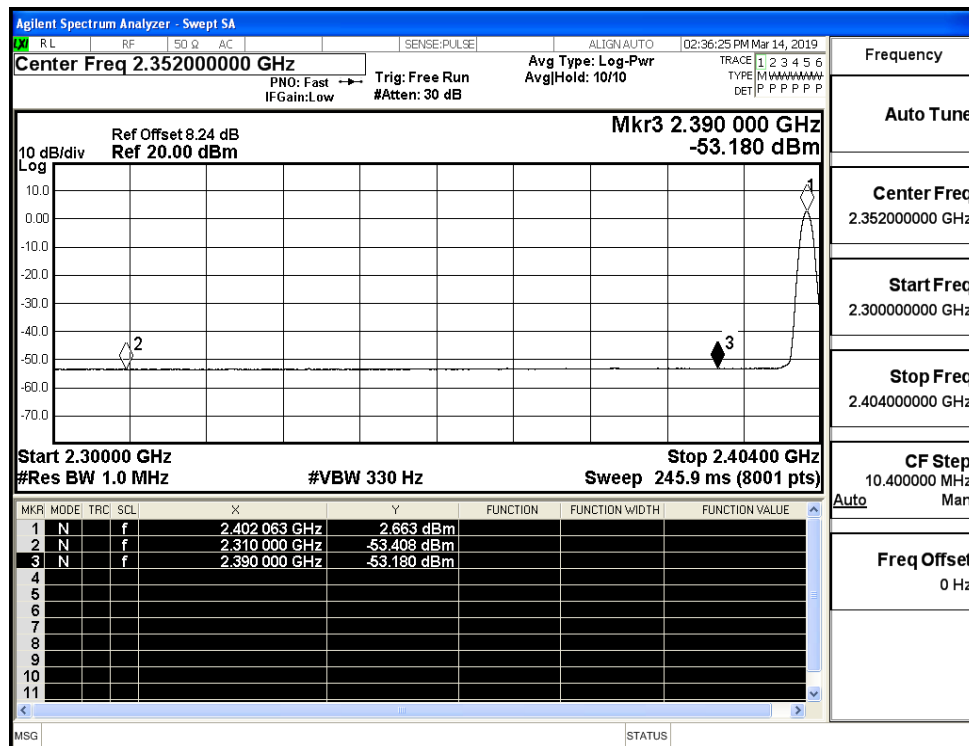 Agilent Spectrum Analyzer - Swept SA
LXI RL RF 50 Ω AC SENSE:PULSE ALIGN AUTO 02:36:25 PM Mar 14, 2019
Center Freq 2.352000000 GHz
PNO: Fast
IFGain:Low
Trig: Free Run
#Atten: 30 dB
Avg Type: Log-Pwr
Avg|Hold: 10/10
TRACE 1 2 3 4 5 6
TYPE M W W W W W
DET P P P P P P
Ref Offset 8.24 dB
Ref 20.00 dBm
10 dB/div
Log
Mkr3 2.390 000 GHz
-53.180 dBm
10.0
0.00
-10.0
-20.0
-30.0
-40.0
-50.0
-60.0
-70.0
1
2
3
Start 2.30000 GHz
#Res BW 1.0 MHz
#VBW 330 Hz
Stop 2.40400 GHz
Sweep 245.9 ms (8001 pts)
MKR MODE TRC SCL X Y FUNCTION FUNCTION WIDTH FUNCTION VALUE
1 N f 2.402 063 GHz 2.663 dBm
2 N f 2.310 000 GHz -53.408 dBm
3 N f 2.390 000 GHz -53.180 dBm
4
5
6
7
8
9
10
11
MSG
STATUS
Frequency
Auto Tune
Center Freq
2.352000000 GHz
Start Freq
2.300000000 GHz
Stop Freq
2.404000000 GHz
CF Step
10.400000 MHz
Auto Man
Freq Offset
0 Hz